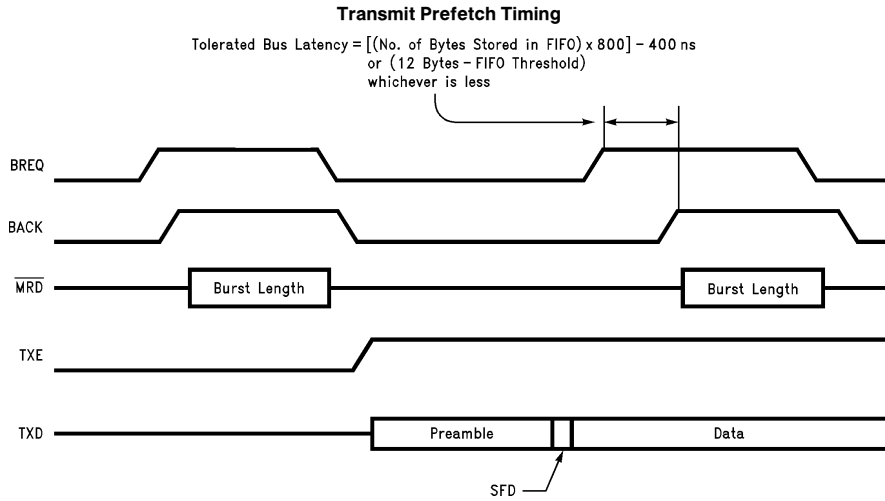 Transmit Prefetch Timing
Tolerated Bus Latency = [(No. of Bytes Stored in FIFO) x 800] – 400 ns
or (12 Bytes – FIFO Threshold)
whichever is less
BREQ
BACK
MRD
Burst Length
Burst Length
TXE
TXD
Preamble
Data
SFD